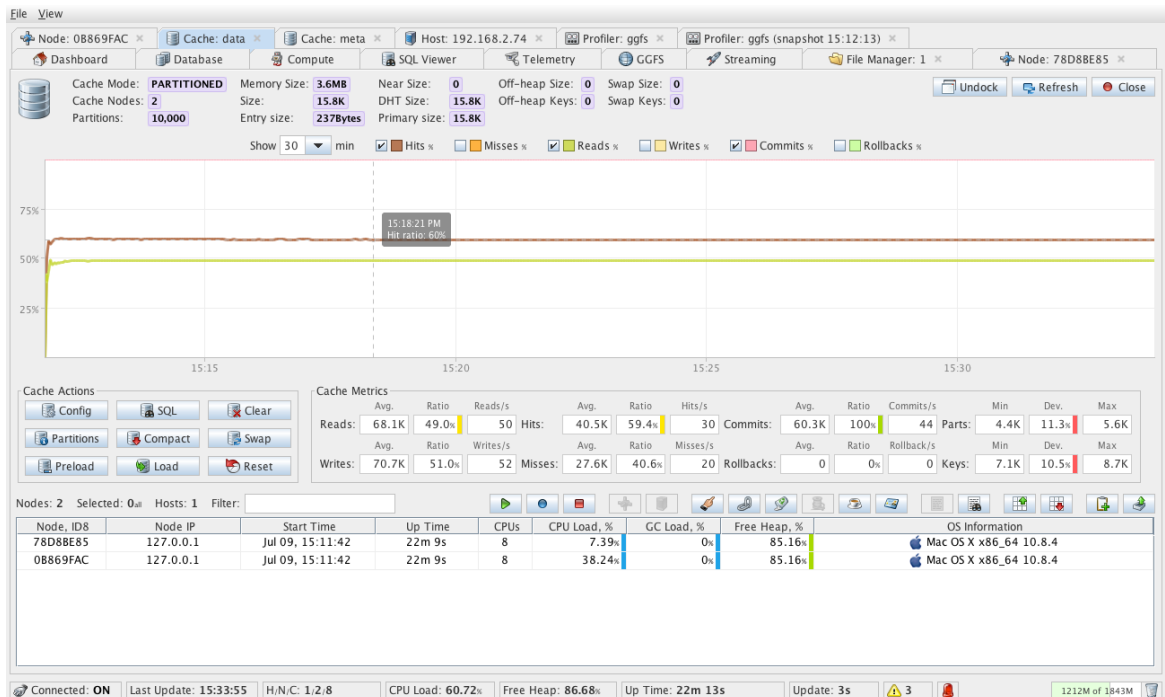 File View
Node: 0B869FAC × Cache: data × Cache: meta × Host: 192.168.2.74 × Profiler: ggfs × Profiler: ggfs (snapshot 15:12:13) ×
Dashboard Database Compute SQL Viewer Telemetry GGFS Streaming File Manager: 1 × Node: 78D8BE85 ×
Cache Mode: PARTITIONED Memory Size: 3.6MB Near Size: 0 Off-heap Size: 0 Swap Size: 0 Undock Refresh Close
Cache Nodes: 2 Size: 15.8K DHT Size: 15.8K Off-heap Keys: 0 Swap Keys: 0
Partitions: 10,000 Entry size: 237Bytes Primary size: 15.8K
Show 30 min Hits % Misses % Reads % Writes % Commits % Rollbacks %
75%
15:18:21 PM
Hit ratio: 60%
50%
25%
15:15 15:20 15:25 15:30
Cache Actions Cache Metrics
Avg. Ratio Reads/s Avg. Ratio Hits/s Avg. Ratio Commits/s Min Dev. Max
Config SQL Clear
Reads: 68.1K 49.0% 50 Hits: 40.5K 59.4% 30 Commits: 60.3K 100% 44 Parts: 4.4K 11.3% 5.6K
Partitions Compact Swap
Avg. Ratio Writes/s Avg. Ratio Misses/s Avg. Ratio Rollback/s Min Dev. Max
Preload Load Reset
Writes: 70.7K 51.0% 52 Misses: 27.6K 40.6% 20 Rollbacks: 0 0% 0 Keys: 7.1K 10.5% 8.7K
Nodes: 2 Selected: 0all Hosts: 1 Filter:
Node, ID8 Node IP Start Time Up Time CPUs CPU Load, % GC Load, % Free Heap, % OS Information
78D8BE85 127.0.0.1 Jul 09, 15:11:42 22m 9s 8 7.39% 0% 85.16% Mac OS X x86_64 10.8.4
0B869FAC 127.0.0.1 Jul 09, 15:11:42 22m 9s 8 38.24% 0% 85.16% Mac OS X x86_64 10.8.4
Connected: ON Last Update: 15:33:55 H/N/C: 1/2/8 CPU Load: 60.72% Free Heap: 86.68% Up Time: 22m 13s Update: 3s 3 1212M of 1843M